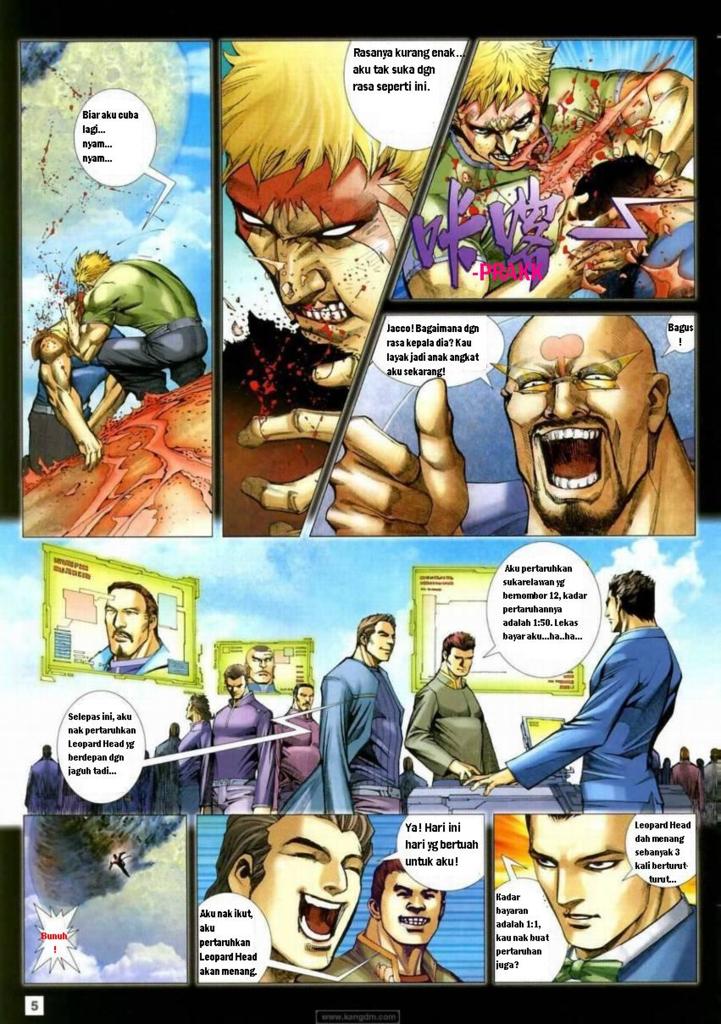 Biar aku cuba
lagi...
nyam...
nyam...
Rasanya kurang enak...
aku tak suka dgn
rasa seperti ini.
-PRAKK
Jacco! Bagaimana dgn
rasa kepala dia? Kau
layak jadi anak angkat
aku sekarang!
Bagus
!
Aku pertaruhkan
sukarelawan yg
bernombor 12, kadar
pertaruhannya
adalah 1:50. Lekas
bayar aku...ha..ha...
Selepas ini, aku
nak pertaruhkan
Leopard Head yg
berdepan dgn
jaguh tadi...
Bunuh
!
Aku nak ikut,
aku
pertaruhkan
Leopard Head
akan menang.
Ya! Hari ini
hari yg bertuah
untuk aku!
Leopard Head
dah menang
sebanyak 3
kali berturut-
turut...
Kadar
bayaran
adalah 1:1,
kau nak buat
pertaruhan
juga?
5
www.kangdm.com